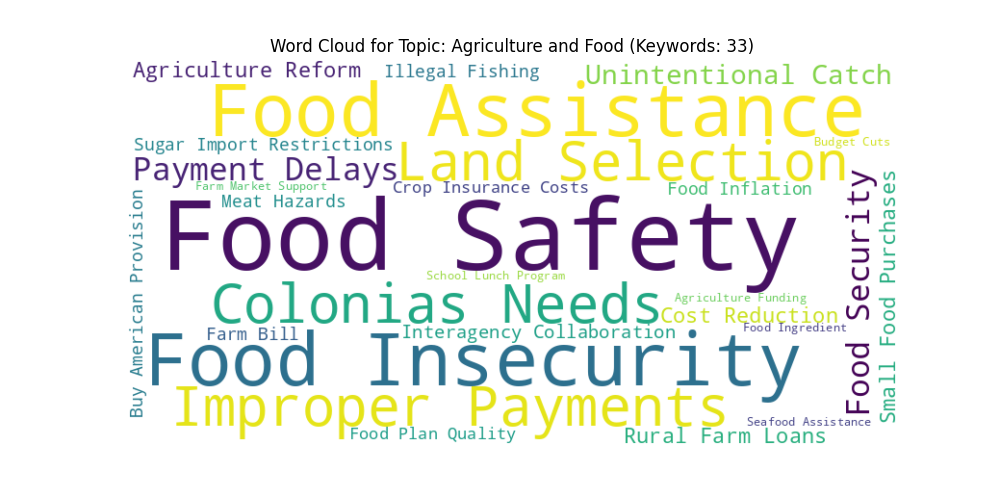 Word Cloud for Topic: Agriculture and Food (Keywords: 33)
Agriculture Reform
Illegal Fishing
Unintentional Catch
Food Assistance
Sugar Import Restrictions
Budget Cuts
Payment Delays
Land Selection
Farm Market Support
Crop Insurance Costs
Food Inflation
Meat Hazards
Food Safety
Buy American Provision
Food Security
Small Food Purchases
School Lunch Program
Colonias Needs
Agriculture Funding
Cost Reduction
Farm Bill
Interagency Collaboration
Food Ingredient
Food Insecurity
Improper Payments
Seafood Assistance
Food Plan Quality
Rural Farm Loans